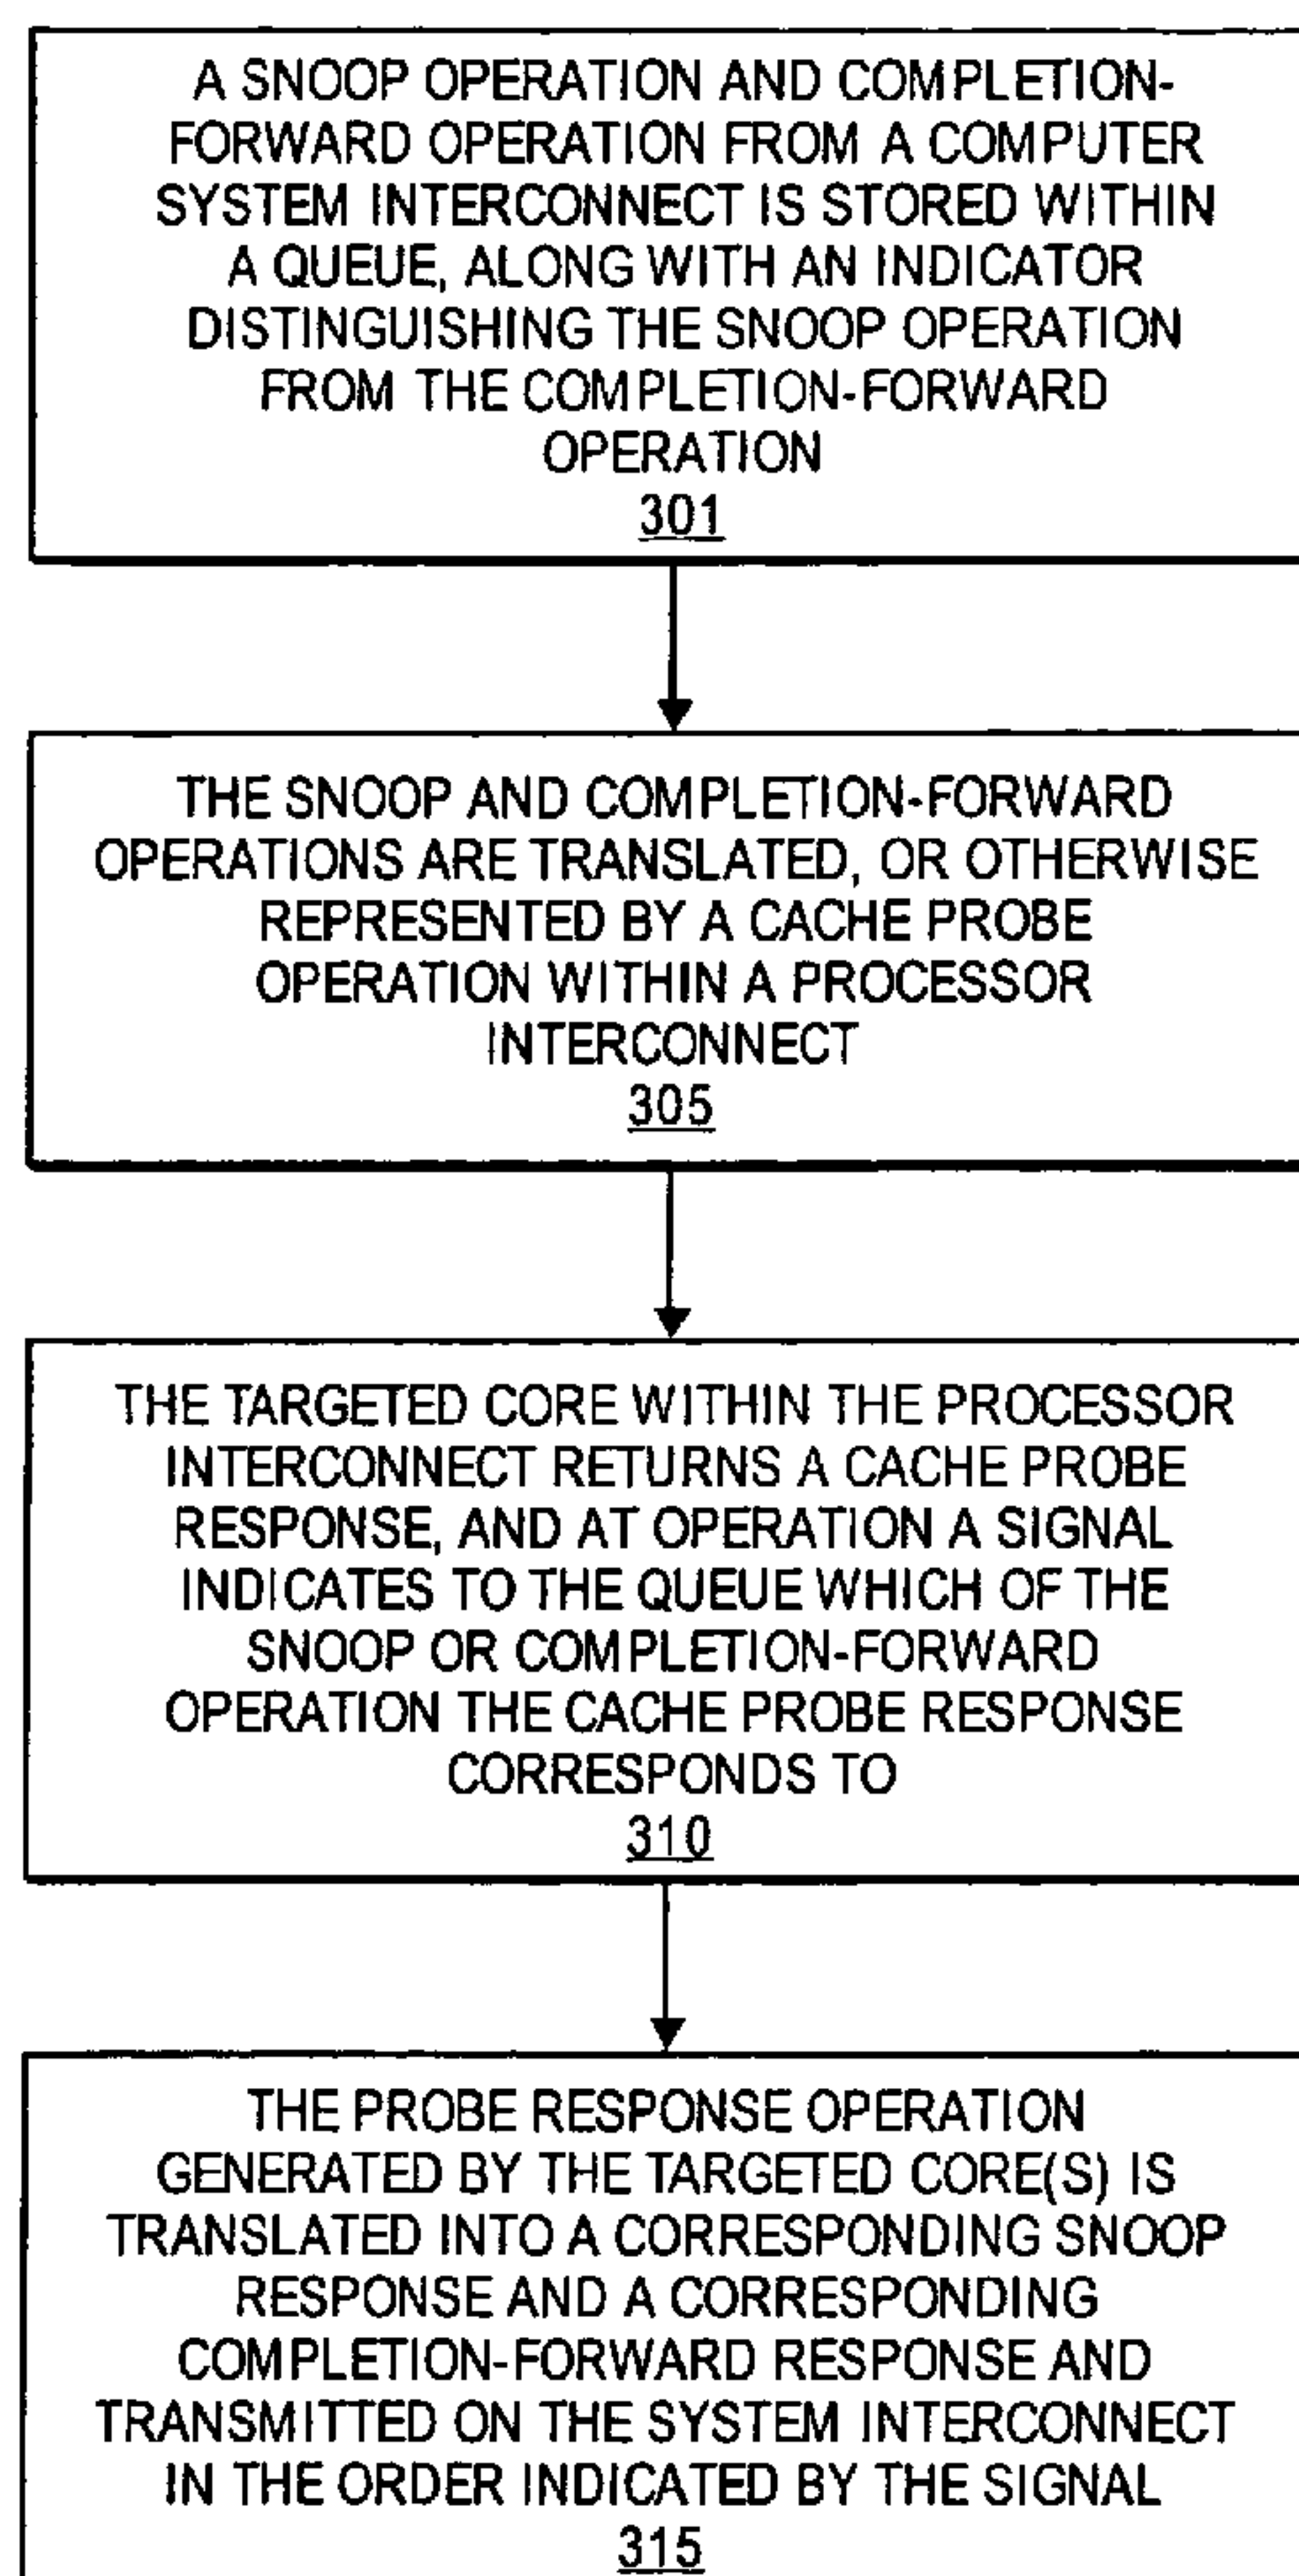 A SNOOP OPERATION AND COMPLETION-
FORWARD OPERATION FROM A COMPUTER
SYSTEM INTERCONNECT IS STORED WITHIN
A QUEUE, ALONG WITH AN INDICATOR
DISTINGUISHING THE SNOOP OPERATION
FROM THE COMPLETION-FORWARD
OPERATION
301
THE SNOOP AND COMPLETION-FORWARD
OPERATIONS ARE TRANSLATED, OR OTHERWISE
REPRESENTED BY A CACHE PROBE
OPERATION WITHIN A PROCESSOR
INTERCONNECT
305
THE TARGETED CORE WITHIN THE PROCESSOR
INTERCONNECT RETURNS A CACHE PROBE
RESPONSE, AND AT OPERATION A SIGNAL
INDICATES TO THE QUEUE WHICH OF THE
SNOOP OR COMPLETION-FORWARD
OPERATION THE CACHE PROBE RESPONSE
CORRESPONDS TO
310
THE PROBE RESPONSE OPERATION
GENERATED BY THE TARGETED CORE(S) IS
TRANSLATED INTO A CORRESPONDING SNOOP
RESPONSE AND A CORRESPONDING
COMPLETION-FORWARD RESPONSE AND
TRANSMITTED ON THE SYSTEM INTERCONNECT
IN THE ORDER INDICATED BY THE SIGNAL
315